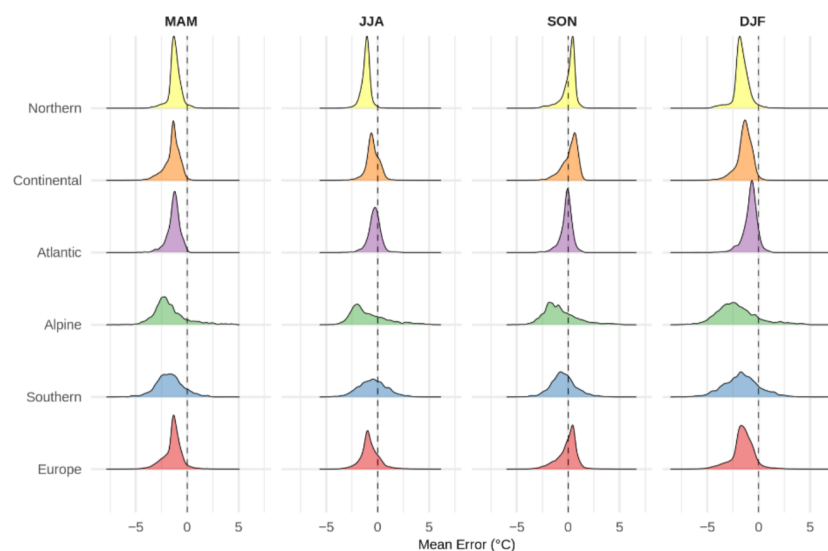 MAM JJA SON DJF
Northern
Continental
Atlantic
Alpine
Southern
Europe
−5 0 5 −5 0 5 −5 0 5 −5 0 5
Mean Error (°C)